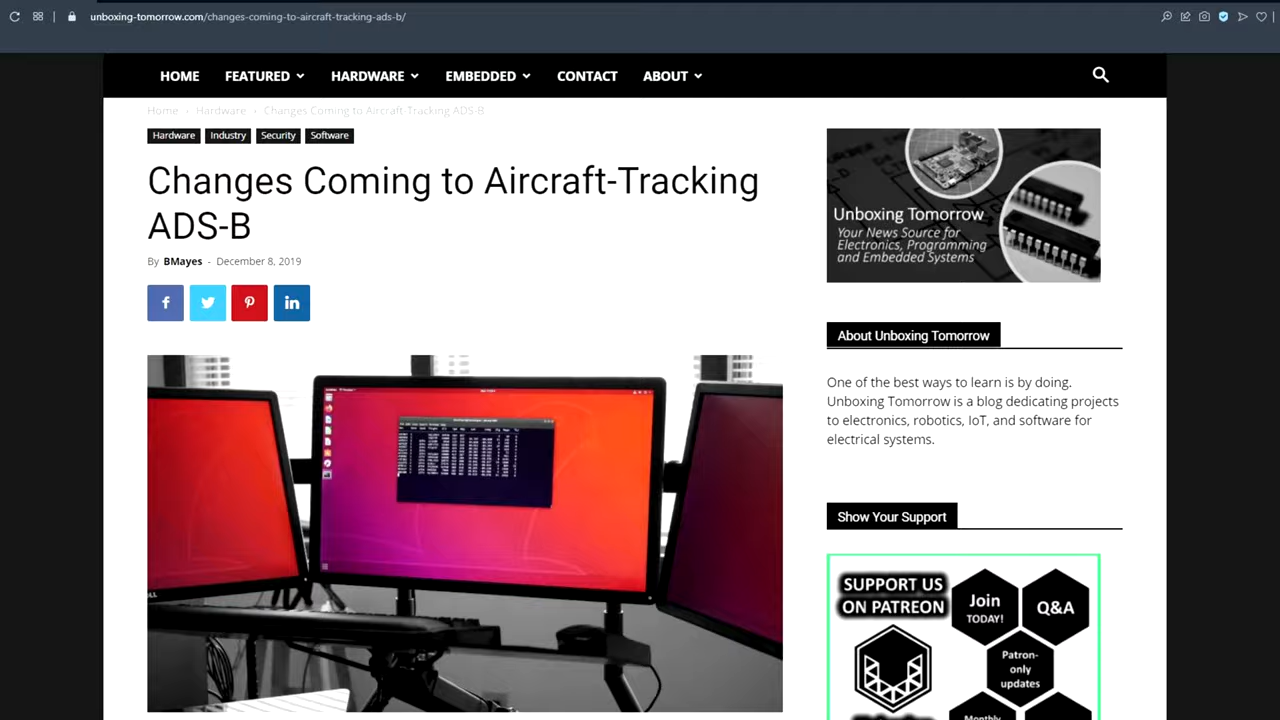 unboxing-tomorrow.com/changes-coming-to-aircraft-tracking-ads-b/
HOME
FEATURED
HARDWARE
EMBEDDED
CONTACT
ABOUT
Home › Hardware › Changes Coming to Aircraft-Tracking ADS-B
Hardware
Industry
Security
Software
Changes Coming to Aircraft-Tracking
ADS-B
By BMayes - December 8, 2019
f
in
DELL
Unboxing Tomorrow
Your News Source for
Electronics, Programming
and Embedded Systems
About Unboxing Tomorrow
One of the best ways to learn is by doing.
Unboxing Tomorrow is a blog dedicating projects
to electronics, robotics, IoT, and software for
electrical systems.
Show Your Support
SUPPORT US
ON PATREON
Join
TODAY!
Q&A
Patron-
only
updates